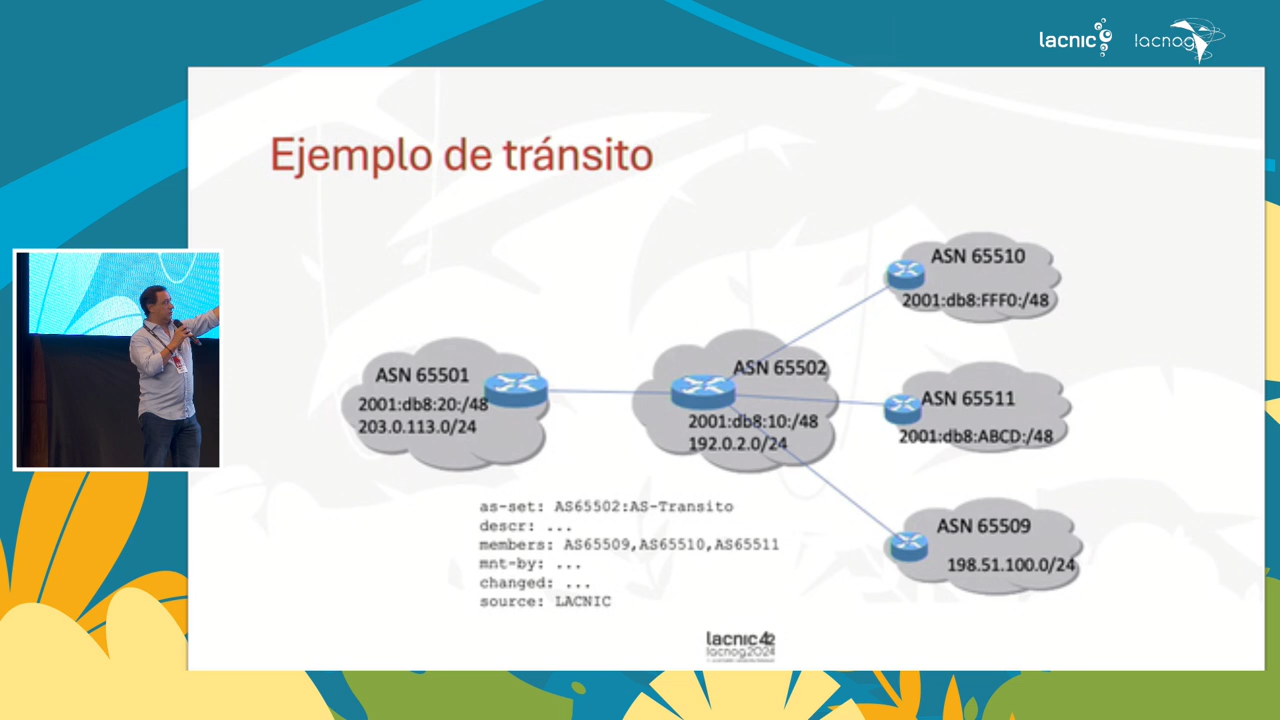 lacnic
lacnog
Ejemplo de tránsito
ASN 65510
2001:db8:FFF0:/48
ASN 65501
2001:db8:20:/48
203.0.113.0/24
ASN 65502
2001:db8:10:/48
192.0.2.0/24
ASN 65511
2001:db8:ABCD:/48
ASN 65509
198.51.100.0/24
as-set: AS65502:AS-Transito
descr: ...
members: AS65509,AS65510,AS65511
mnt-by: ...
changed: ...
source: LACNIC
lacnic42
lacnog2024